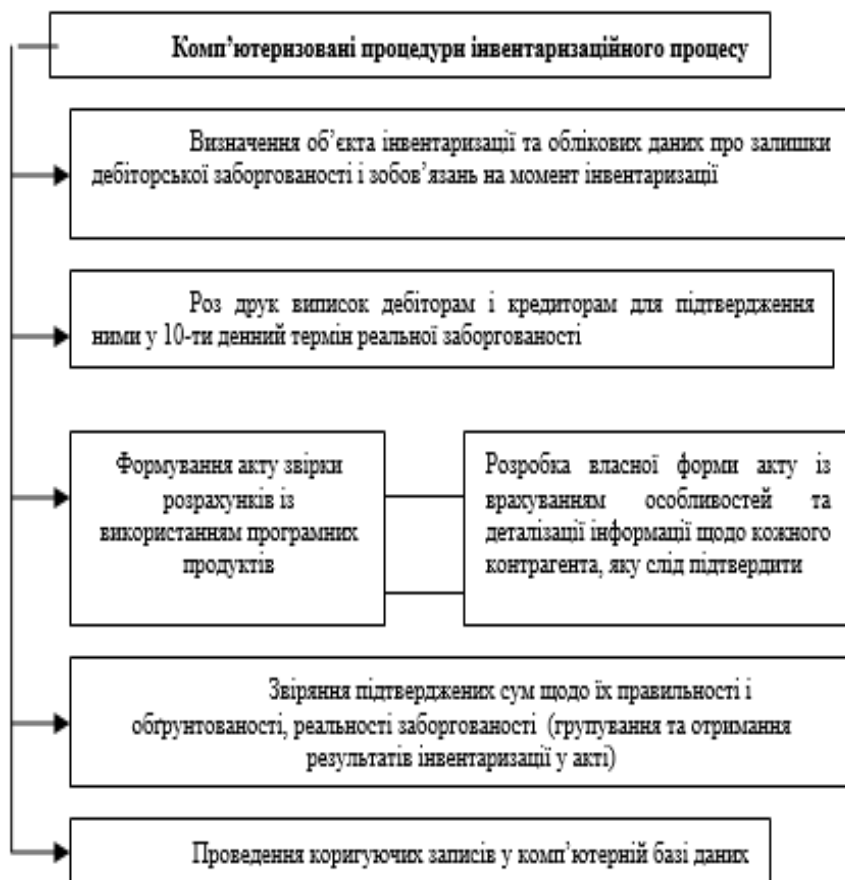 Комп’ютеризовані процедури інвентаризаційного процесу
Визначення об’єкта інвентаризації та облікових даних про залишки
дебіторської заборгованості і зобов’язань на момент інвентаризації
Роз друк виписок дебіторам і кредиторам для підтвердження
ними у 10-ти денний термін реальної заборгованості
Формування акту звірки
розрахунків із
використанням програмних
продуктів
Розробка власної форми акту із
врахуванням особливостей та
деталізації інформації щодо кожного
контрагента, яку слід підтвердити
Звіряння підтверджених сум щодо їх правильності і
обґрунтованості, реальності заборгованості (групування та отримання
результатів інвентаризації у акті)
Проведення коригуючих записів у комп’ютерній базі даних